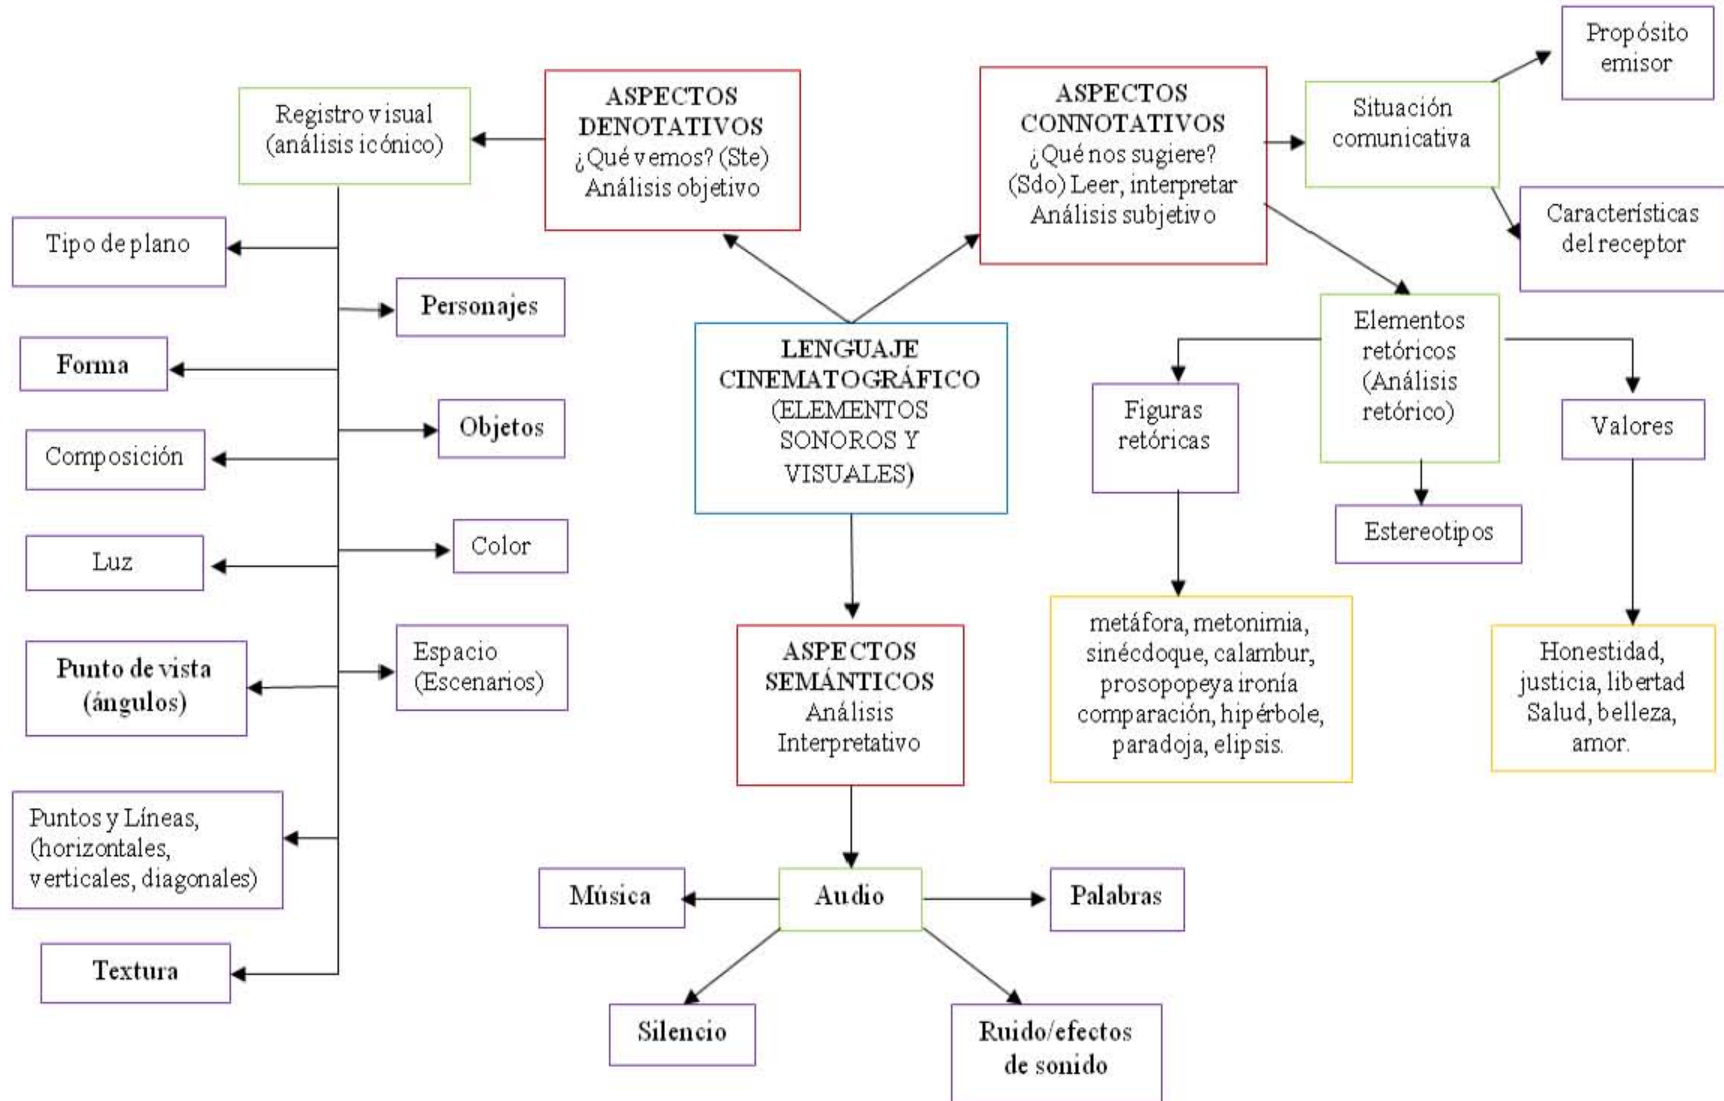 Propósito
emisor
ASPECTOS
DENOTATIVOS
¿Qué vemos? (Ste)
Análisis objetivo
ASPECTOS
CONNOTATIVOS
¿Qué nos sugiere?
(Sdo) Leer, interpretar
Análisis subjetivo
Registro visual
(análisis icónico)
Situación
comunicativa
Tipo de plano
Características
del receptor
Personajes
LENGUAJE
CINEMATOGRÁFICO
(ELEMENTOS
SONOROS Y
VISUALES)
Elementos
retóricos
(Análisis
retórico)
Forma
Objetos
Figuras
retóricas
Valores
Composición
Estereotipos
Luz
Color
metáfora, metonimia,
sinécdoque, calambur,
prosopopeya ironía
comparación, hipérbole,
paradoja, elipsis.
Honestidad,
justicia, libertad
Salud, belleza,
amor.
Punto de vista
(ángulos)
Espacio
(Escenarios)
ASPECTOS
SEMÁNTICOS
Análisis
Interpretativo
Puntos y Líneas,
(horizontales,
verticales, diagonales)
Música
Audio
Palabras
Textura
Silencio
Ruido/efectos
de sonido